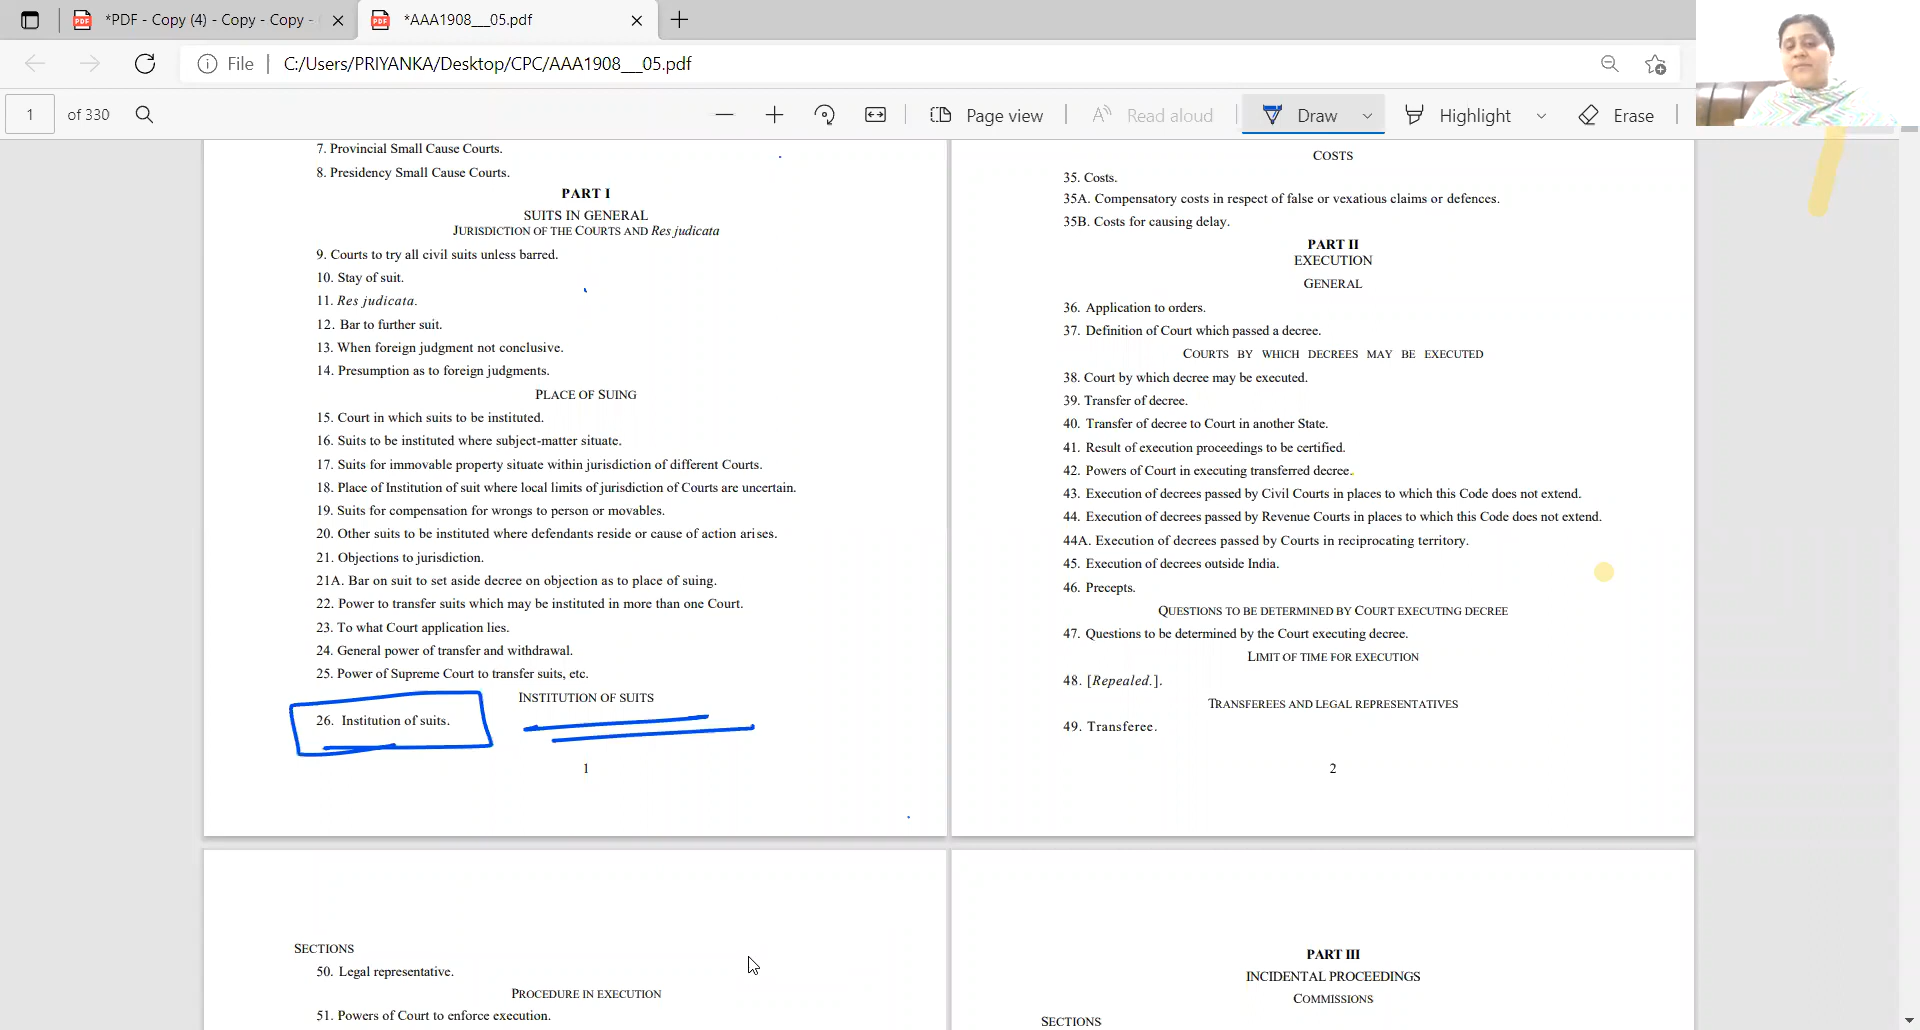 *PDF - Copy (4) - Copy - Copy -
*AAA1908___05.pdf
File
C:/Users/PRIYANKA/Desktop/CPC/AAA1908___05.pdf
1 of 330
Page view
Read aloud
Draw
Highlight
Erase
7. Provincial Small Cause Courts.
8. Presidency Small Cause Courts.
PART I
SUITS IN GENERAL
JURISDICTION OF THE COURTS AND Res judicata
9. Courts to try all civil suits unless barred.
10. Stay of suit.
11. Res judicata.
12. Bar to further suit.
13. When foreign judgment not conclusive.
14. Presumption as to foreign judgments.
PLACE OF SUING
15. Court in which suits to be instituted.
16. Suits to be instituted where subject-matter situate.
17. Suits for immovable property situate within jurisdiction of different Courts.
18. Place of Institution of suit where local limits of jurisdiction of Courts are uncertain.
19. Suits for compensation for wrongs to person or movables.
20. Other suits to be instituted where defendants reside or cause of action arises.
21. Objections to jurisdiction.
21A. Bar on suit to set aside decree on objection as to place of suing.
22. Power to transfer suits which may be instituted in more than one Court.
23. To what Court application lies.
24. General power of transfer and withdrawal.
25. Power of Supreme Court to transfer suits, etc.
INSTITUTION OF SUITS
26. Institution of suits.
1
COSTS
35. Costs.
35A. Compensatory costs in respect of false or vexatious claims or defences.
35B. Costs for causing delay.
PART II
EXECUTION
GENERAL
36. Application to orders.
37. Definition of Court which passed a decree.
COURTS BY WHICH DECREES MAY BE EXECUTED
38. Court by which decree may be executed.
39. Transfer of decree.
40. Transfer of decree to Court in another State.
41. Result of execution proceedings to be certified.
42. Powers of Court in executing transferred decree.
43. Execution of decrees passed by Civil Courts in places to which this Code does not extend.
44. Execution of decrees passed by Revenue Courts in places to which this Code does not extend.
44A. Execution of decrees passed by Courts in reciprocating territory.
45. Execution of decrees outside India.
46. Precepts.
QUESTIONS TO BE DETERMINED BY COURT EXECUTING DECREE
47. Questions to be determined by the Court executing decree.
LIMIT OF TIME FOR EXECUTION
48. [Repealed.].
TRANSFEREES AND LEGAL REPRESENTATIVES
49. Transferee.
2
SECTIONS
50. Legal representative.
PROCEDURE IN EXECUTION
51. Powers of Court to enforce execution.
PART III
INCIDENTAL PROCEEDINGS
COMMISSIONS
SECTIONS